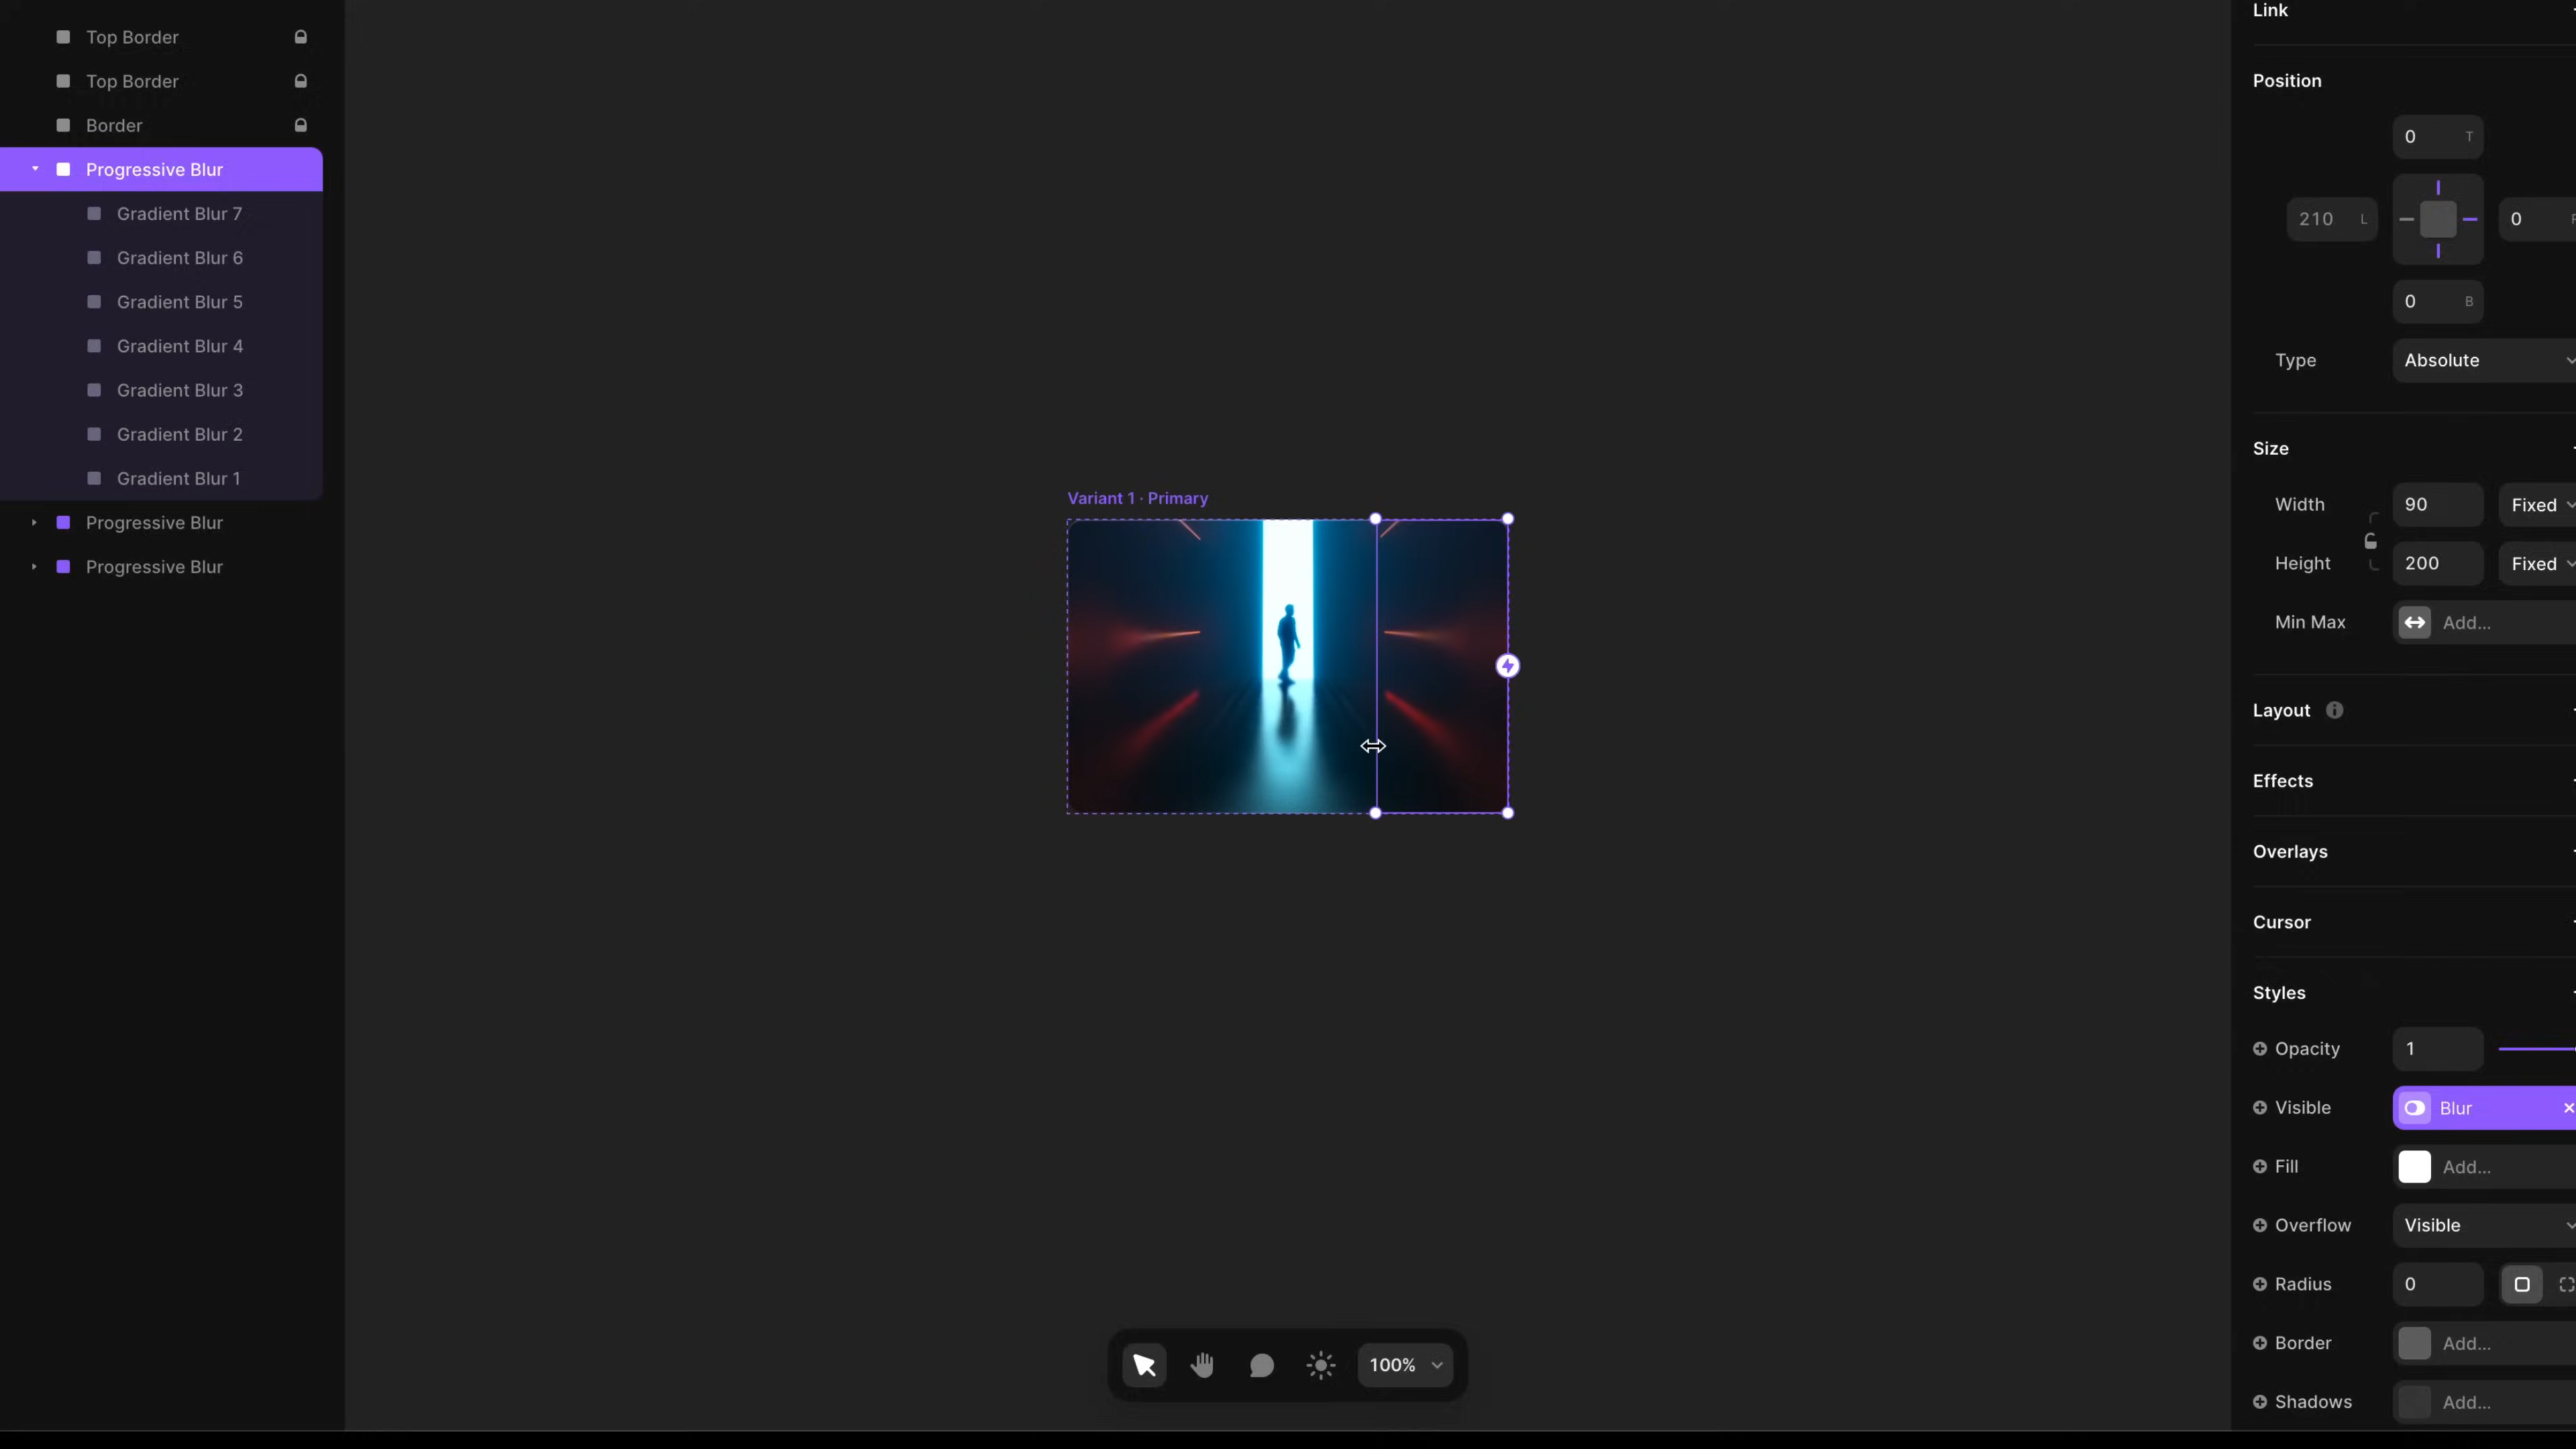 Top Border
Top Border
Border
Progressive Blur
Gradient Blur 7
Gradient Blur 6
Gradient Blur 5
Gradient Blur 4
Gradient Blur 3
Gradient Blur 2
Gradient Blur 1
Progressive Blur
Progressive Blur
Variant 1 · Primary
100%
Link
Position
0 T
210 L
0
0 B
Type Absolute
Size
Width 90 Fixed
Height 200 Fixed
Min Max Add...
Layout
Effects
Overlays
Cursor
Styles
Opacity 1
Visible Blur
Fill Add...
Overflow Visible
Radius 0
Border Add...
Shadows Add...